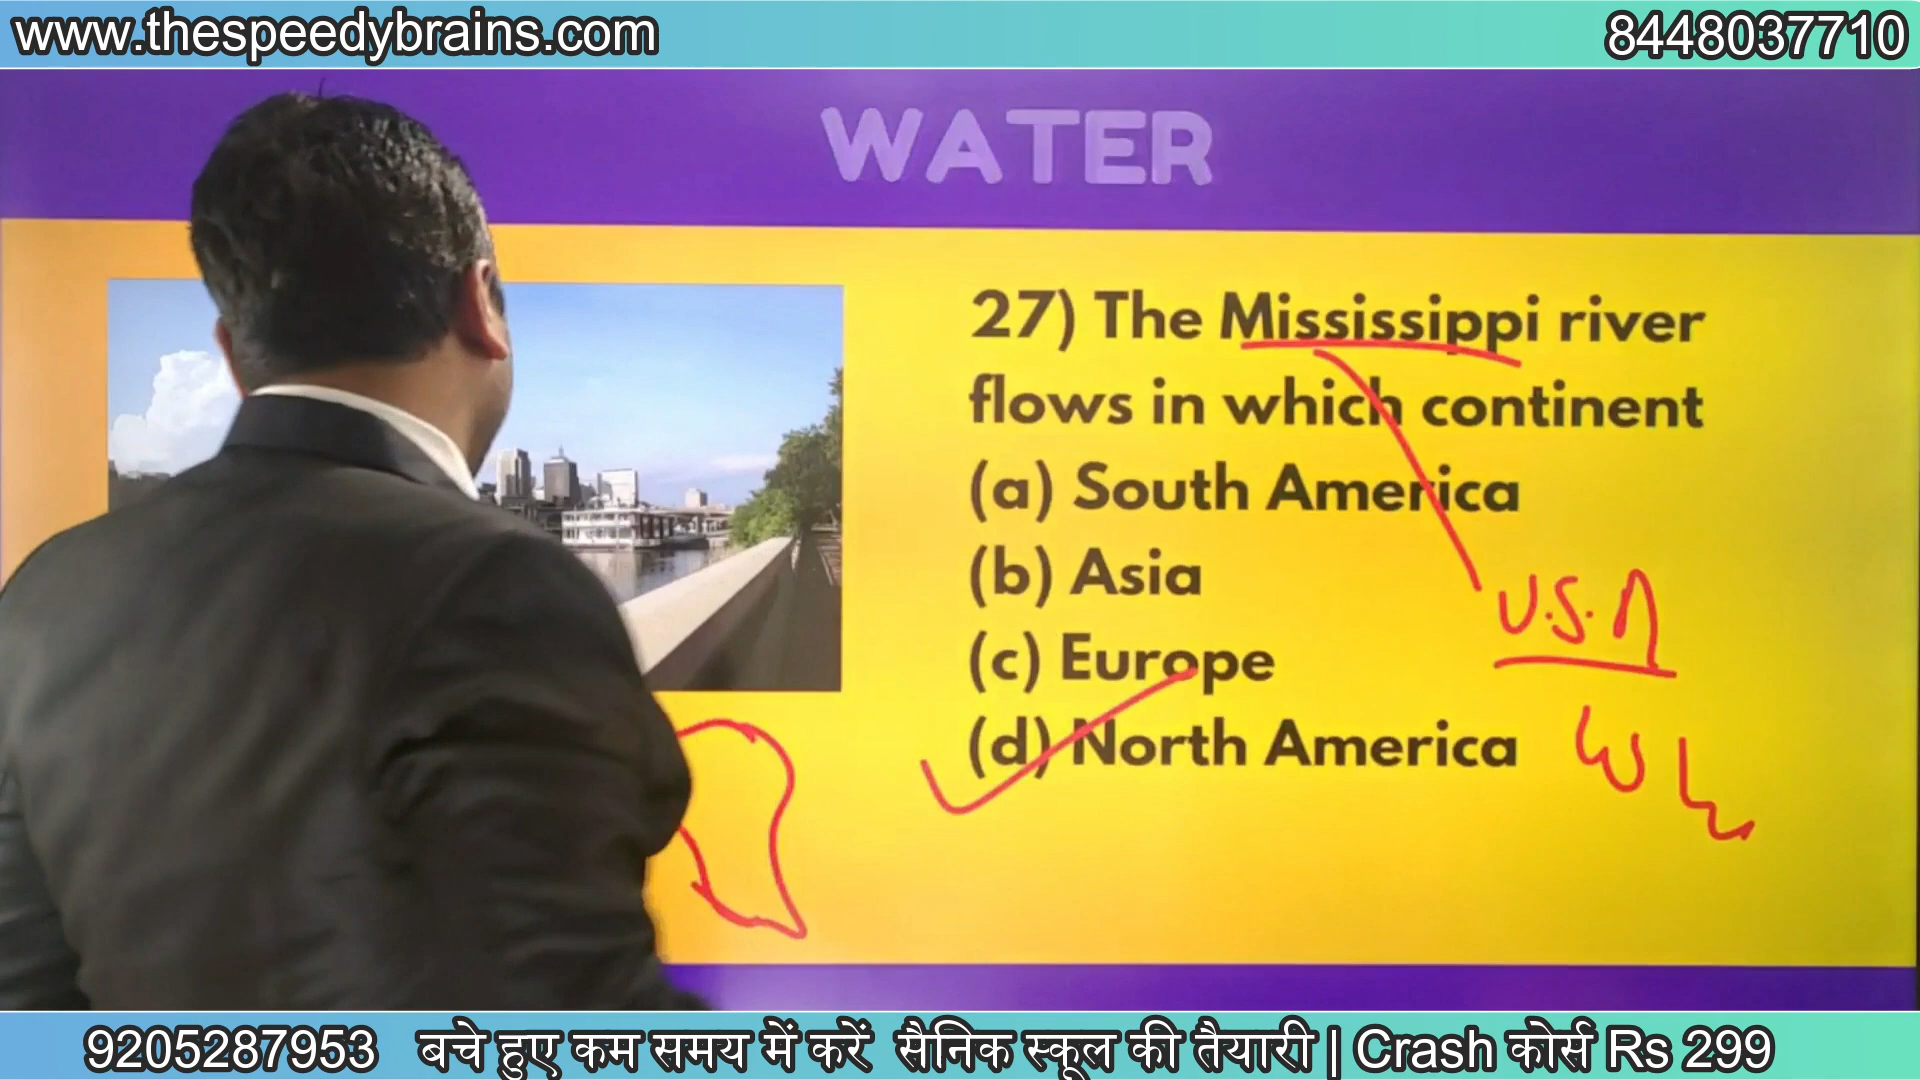 www.thespeedybrains.com
8448037710
WATER
27) The Mississippi river
flows in which continent
(a) South America
(b) Asia
(c) Europe
(d) North America
U.S.A
9205287953 बचे हुए कम समय में करें सैनिक स्कूल की तैयारी | Crash कोर्स Rs 299